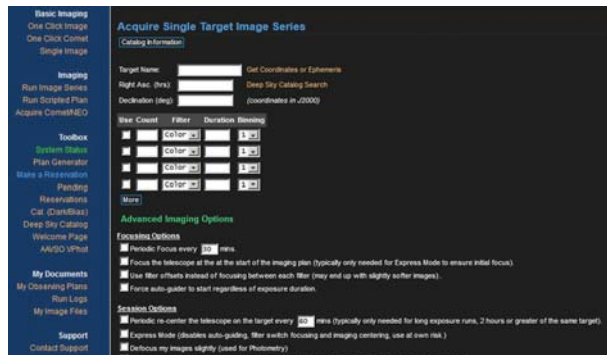 Basic Imaging
One Click Image
One Click Comet
Single Image
Imaging
Run Image Series
Run Scripted Plan
Acquire Comet/NEO
Toolbox
System Status
Plan Generator
Make a Reservation
Pending
Reservations
Cal. (Dark/Bias)
Deep Sky Catalog
Welcome Page
AAVSO VPhot
My Documents
My Observing Plans
Run Logs
My Image Files
Support
Contact Support
Acquire Single Target Image Series
Catalog Information
Target Name: Get Coordinates or Ephemeris
Right Asc. (hrs): Deep Sky Catalog Search
Declination (deg): (coordinates in J2000)
Use Count Filter Duration Binning
Color 1
Color 1
Color 1
Color 1
More
Advanced Imaging Options
Focusing Options
Periodic Focus every 30 mins.
Focus the telescope at the at the start of the imaging plan (typically only needed for Express Mode to ensure initial focus).
Use filter offsets instead of focusing between each filter (may end up with slightly softer images).
Force auto-guider to start regardless of exposure duration.
Session Options
Periodic re-center the telescope on the target every 60 mins (typically only needed for long exposure runs, 2 hours or greater of the same target).
Express Mode (disables auto-guiding, filter switch focusing and imaging centering, use at own risk.)
Defocus my images slightly (used for Photometry)